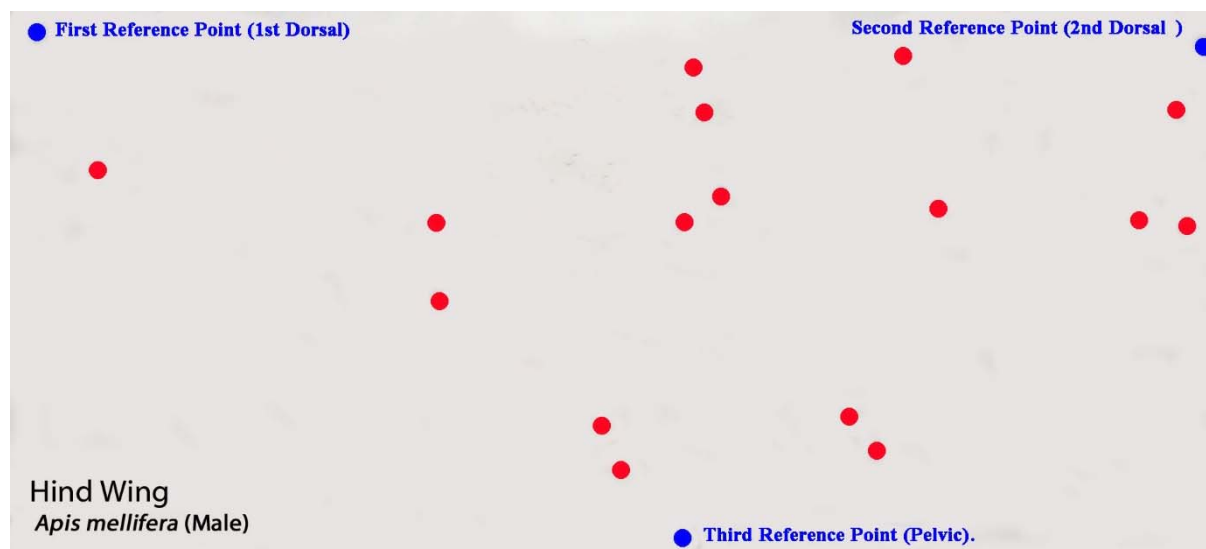 First Reference Point (1st Dorsal)
Second Reference Point (2nd Dorsal )
Hind Wing
Apis mellifera (Male)
Third Reference Point (Pelvic).